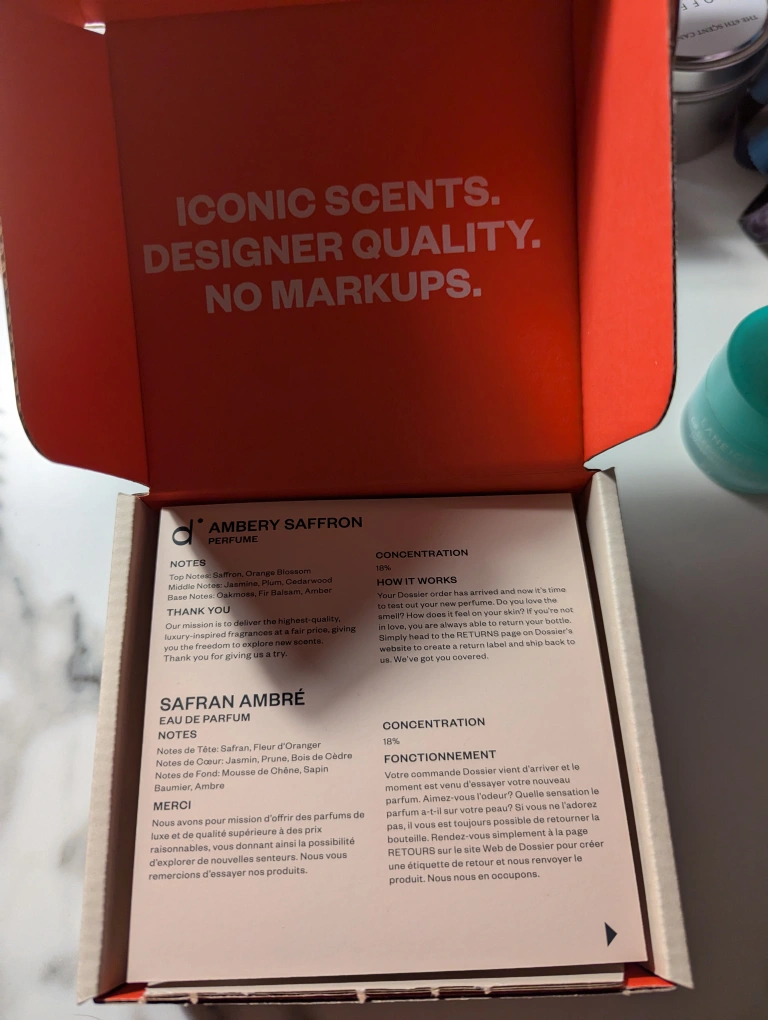 ICONIC SCENTS.
DESIGNER QUALITY.
NO MARKUPS.
d° AMBERY SAFFRON
PERFUME
NOTES
Top Notes: Saffron, Orange Blossom
Middle Notes: Jasmine, Plum, Cedarwood
Base Notes: Oakmoss, Fir Balsam, Amber
THANK YOU
Our mission is to deliver the highest-quality,
luxury-inspired fragrances at a fair price, giving
you the freedom to explore new scents.
Thank you for giving us a try.
CONCENTRATION
18%
HOW IT WORKS
Your Dossier order has arrived and now it's time
to test out your new perfume. Do you love the
smell? How does it feel on your skin? If you're not
in love, you are always able to return your bottle.
Simply head to the RETURNS page on Dossier's
website to create a return label and ship back to
us. We've got you covered.
SAFRAN AMBRÉ
EAU DE PARFUM
NOTES
Notes de Tête: Safran, Fleur d'Oranger
Notes de Cœur: Jasmin, Prune, Bois de Cèdre
Notes de Fond: Mousse de Chêne, Sapin
Baumier, Ambre
MERCI
Nous avons pour mission d'offrir des parfums de
luxe et de qualité supérieure à des prix
raisonnables, vous donnant ainsi la possibilité
d'explorer de nouvelles senteurs. Nous vous
remercions d'essayer nos produits.
CONCENTRATION
18%
FONCTIONNEMENT
Votre commande Dossier vient d'arriver et le
moment est venu d'essayer votre nouveau
parfum. Aimez-vous l'odeur? Quelle sensation le
parfum a-t-il sur votre peau? Si vous ne l'adorez
pas, il vous est toujours possible de retourner la
bouteille. Rendez-vous simplement à la page
RETOURS sur le site Web de Dossier pour créer
une étiquette de retour et nous renvoyer le
produit. Nous nous en occupons.
THE 6TH SCENT